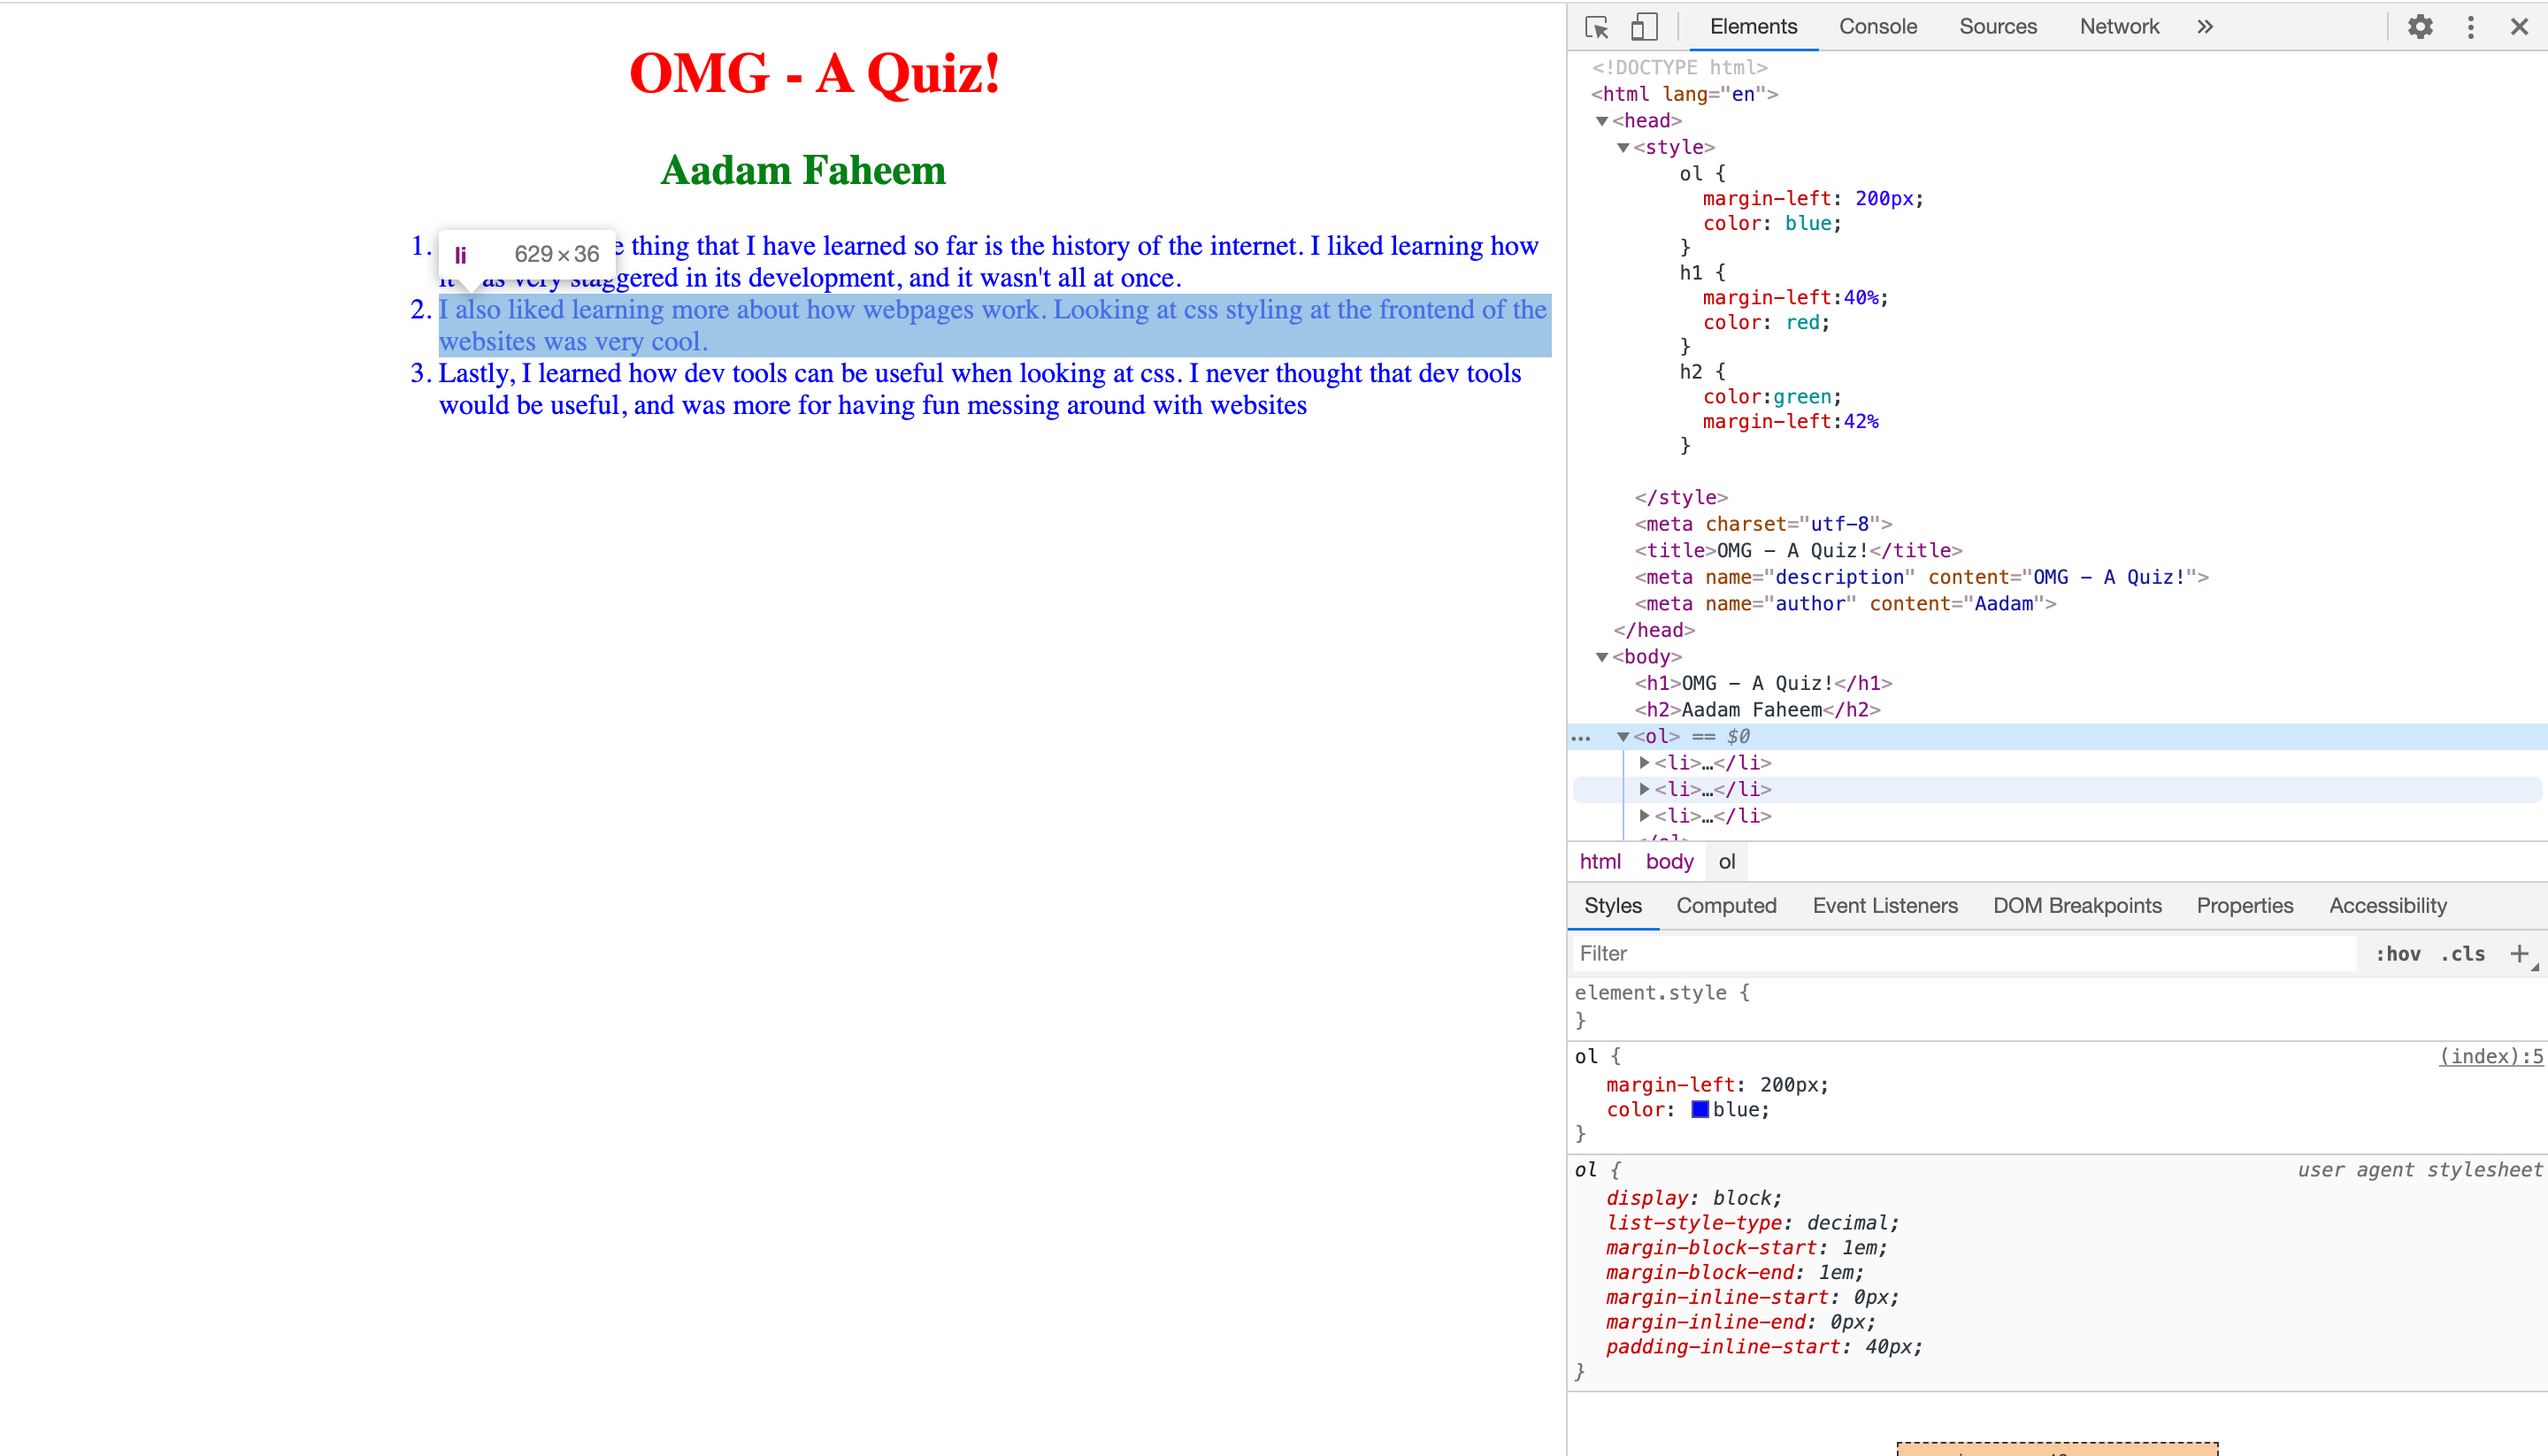 OMG - A Quiz!
Aadam Faheem
1. thing that I have learned so far is the history of the internet. I liked learning how
very staggered in its development, and it wasn't all at once.
li 629×36
2. I also liked learning more about how webpages work. Looking at css styling at the frontend of the
websites was very cool.
3. Lastly, I learned how dev tools can be useful when looking at css. I never thought that dev tools
would be useful, and was more for having fun messing around with websites
Elements Console Sources Network »
<!DOCTYPE html>
<html lang="en">
<head>
<style>
ol {
margin-left: 200px;
color: blue;
}
h1 {
margin-left:40%;
color: red;
}
h2 {
color:green;
margin-left:42%
}
</style>
<meta charset="utf-8">
<title>OMG - A Quiz!</title>
<meta name="description" content="OMG - A Quiz!">
<meta name="author" content="Aadam">
</head>
<body>
<h1>OMG - A Quiz!</h1>
<h2>Aadam Faheem</h2>
… <ol> == $0
<li>…</li>
<li>…</li>
<li>…</li>
html body ol
Styles Computed Event Listeners DOM Breakpoints Properties Accessibility
Filter :hov .cls +
element.style {
}
ol { (index):5
margin-left: 200px;
color: blue;
}
ol { user agent stylesheet
display: block;
list-style-type: decimal;
margin-block-start: 1em;
margin-block-end: 1em;
margin-inline-start: 0px;
margin-inline-end: 0px;
padding-inline-start: 40px;
}